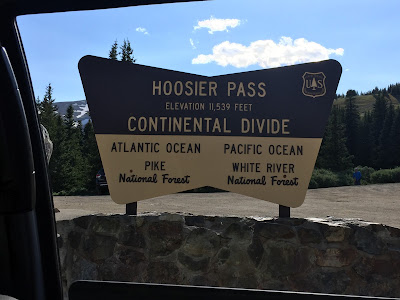 HOOSIER PASS
ELEVATION 11,539 FEET
CONTINENTAL DIVIDE
ATLANTIC OCEAN
PIKE
National Forest
PACIFIC OCEAN
WHITE RIVER
National Forest